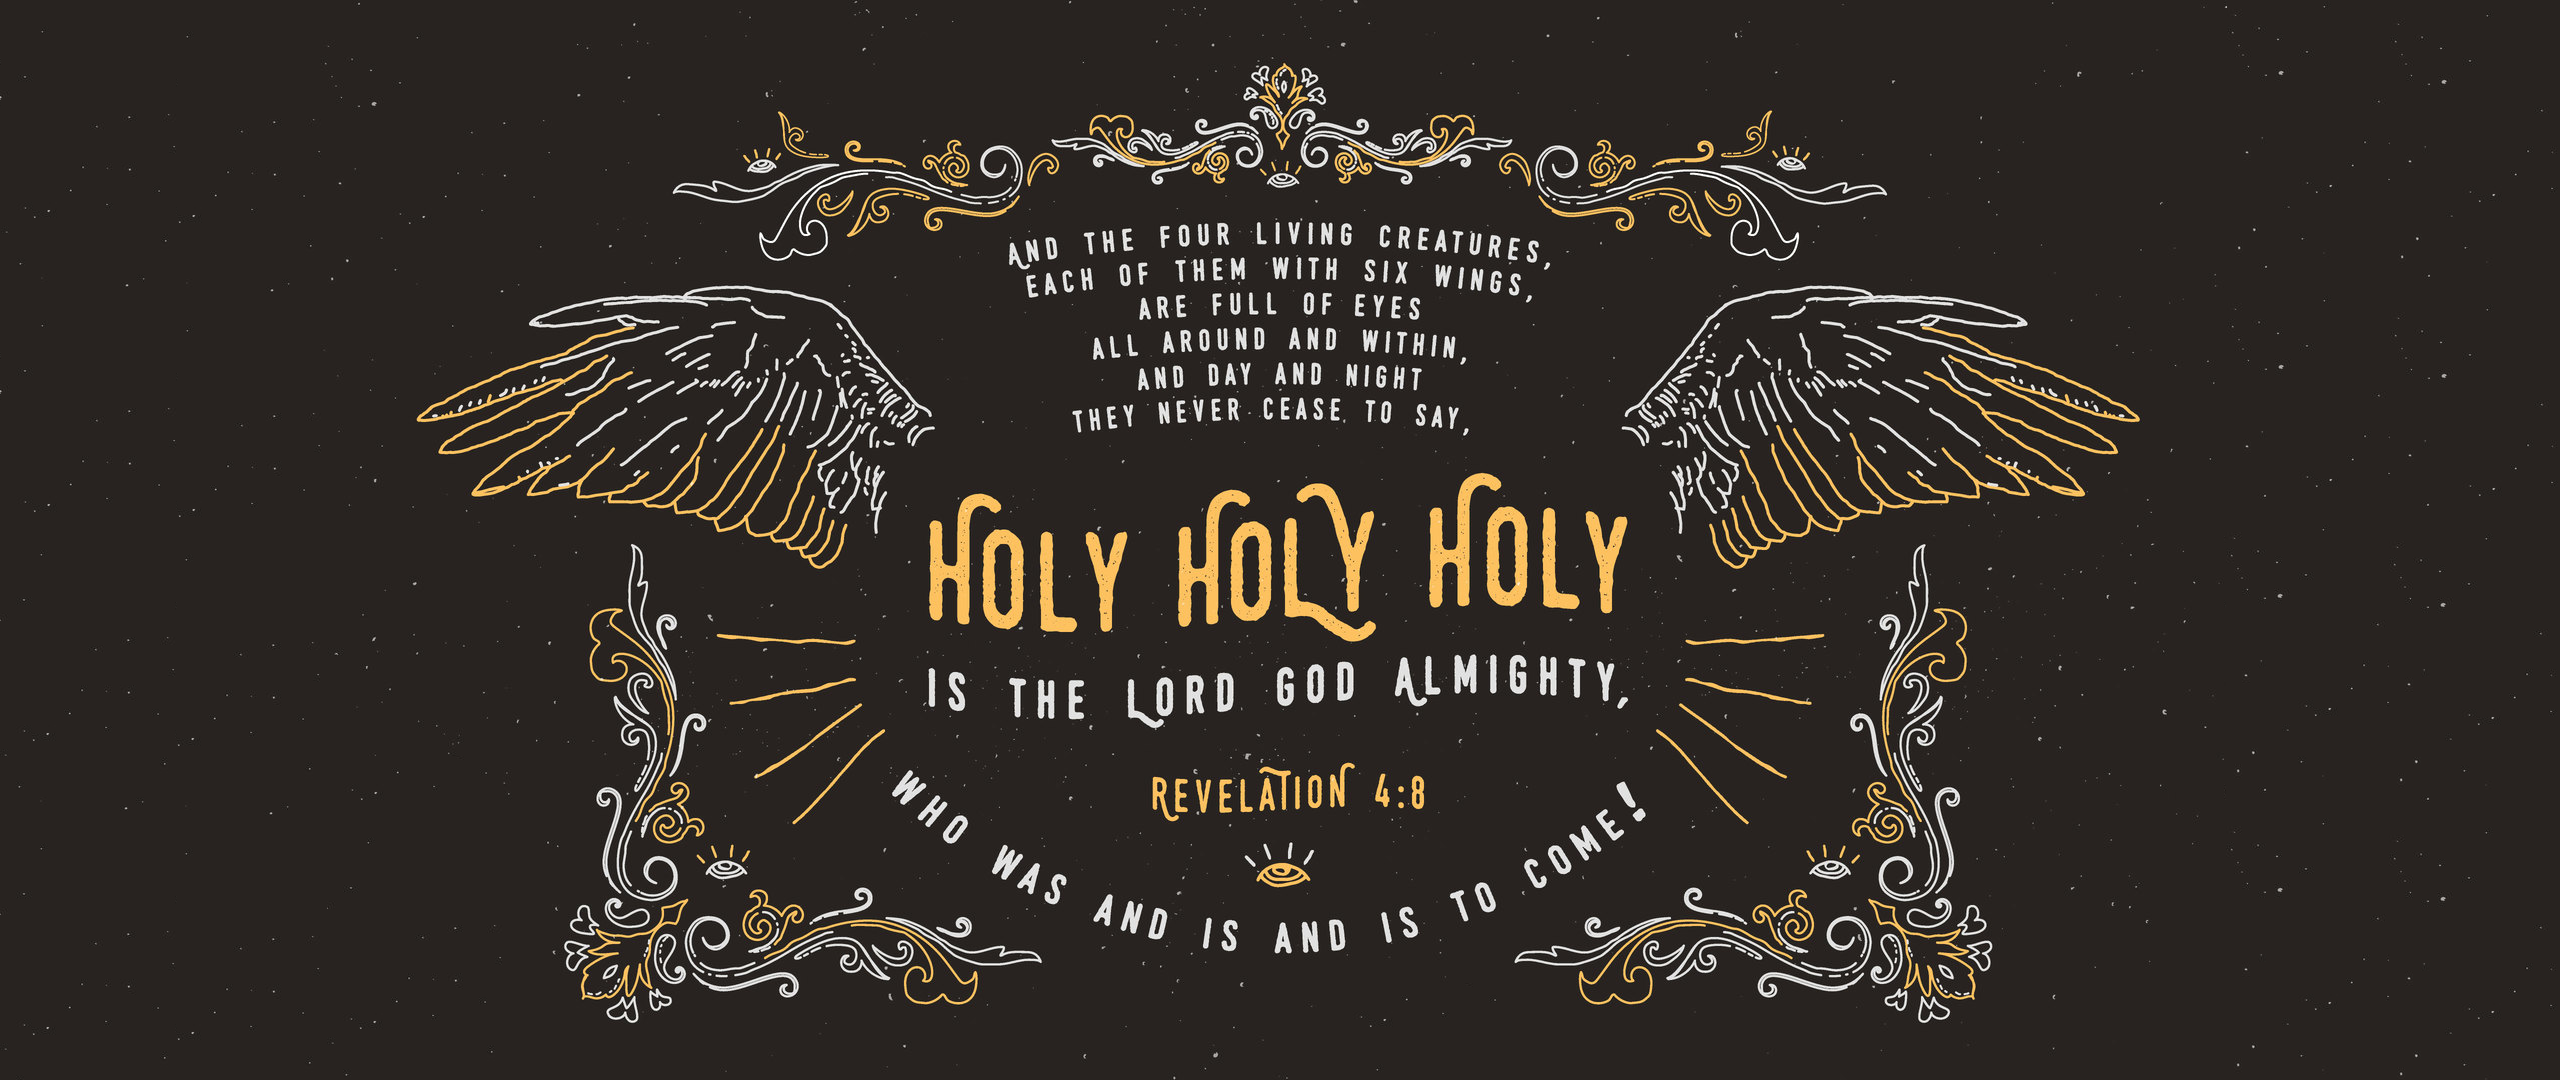 AND THE FOUR LIVING CREATURES,
EACH OF THEM WITH SIX WINGS,
ARE FULL OF EYES
ALL AROUND AND WITHIN,
AND DAY AND NIGHT
THEY NEVER CEASE TO SAY,
HOLY HOLY HOLY
IS THE LORD GOD ALMIGHTY,
REVELATION 4:8
WHO WAS AND IS AND IS TO COME!